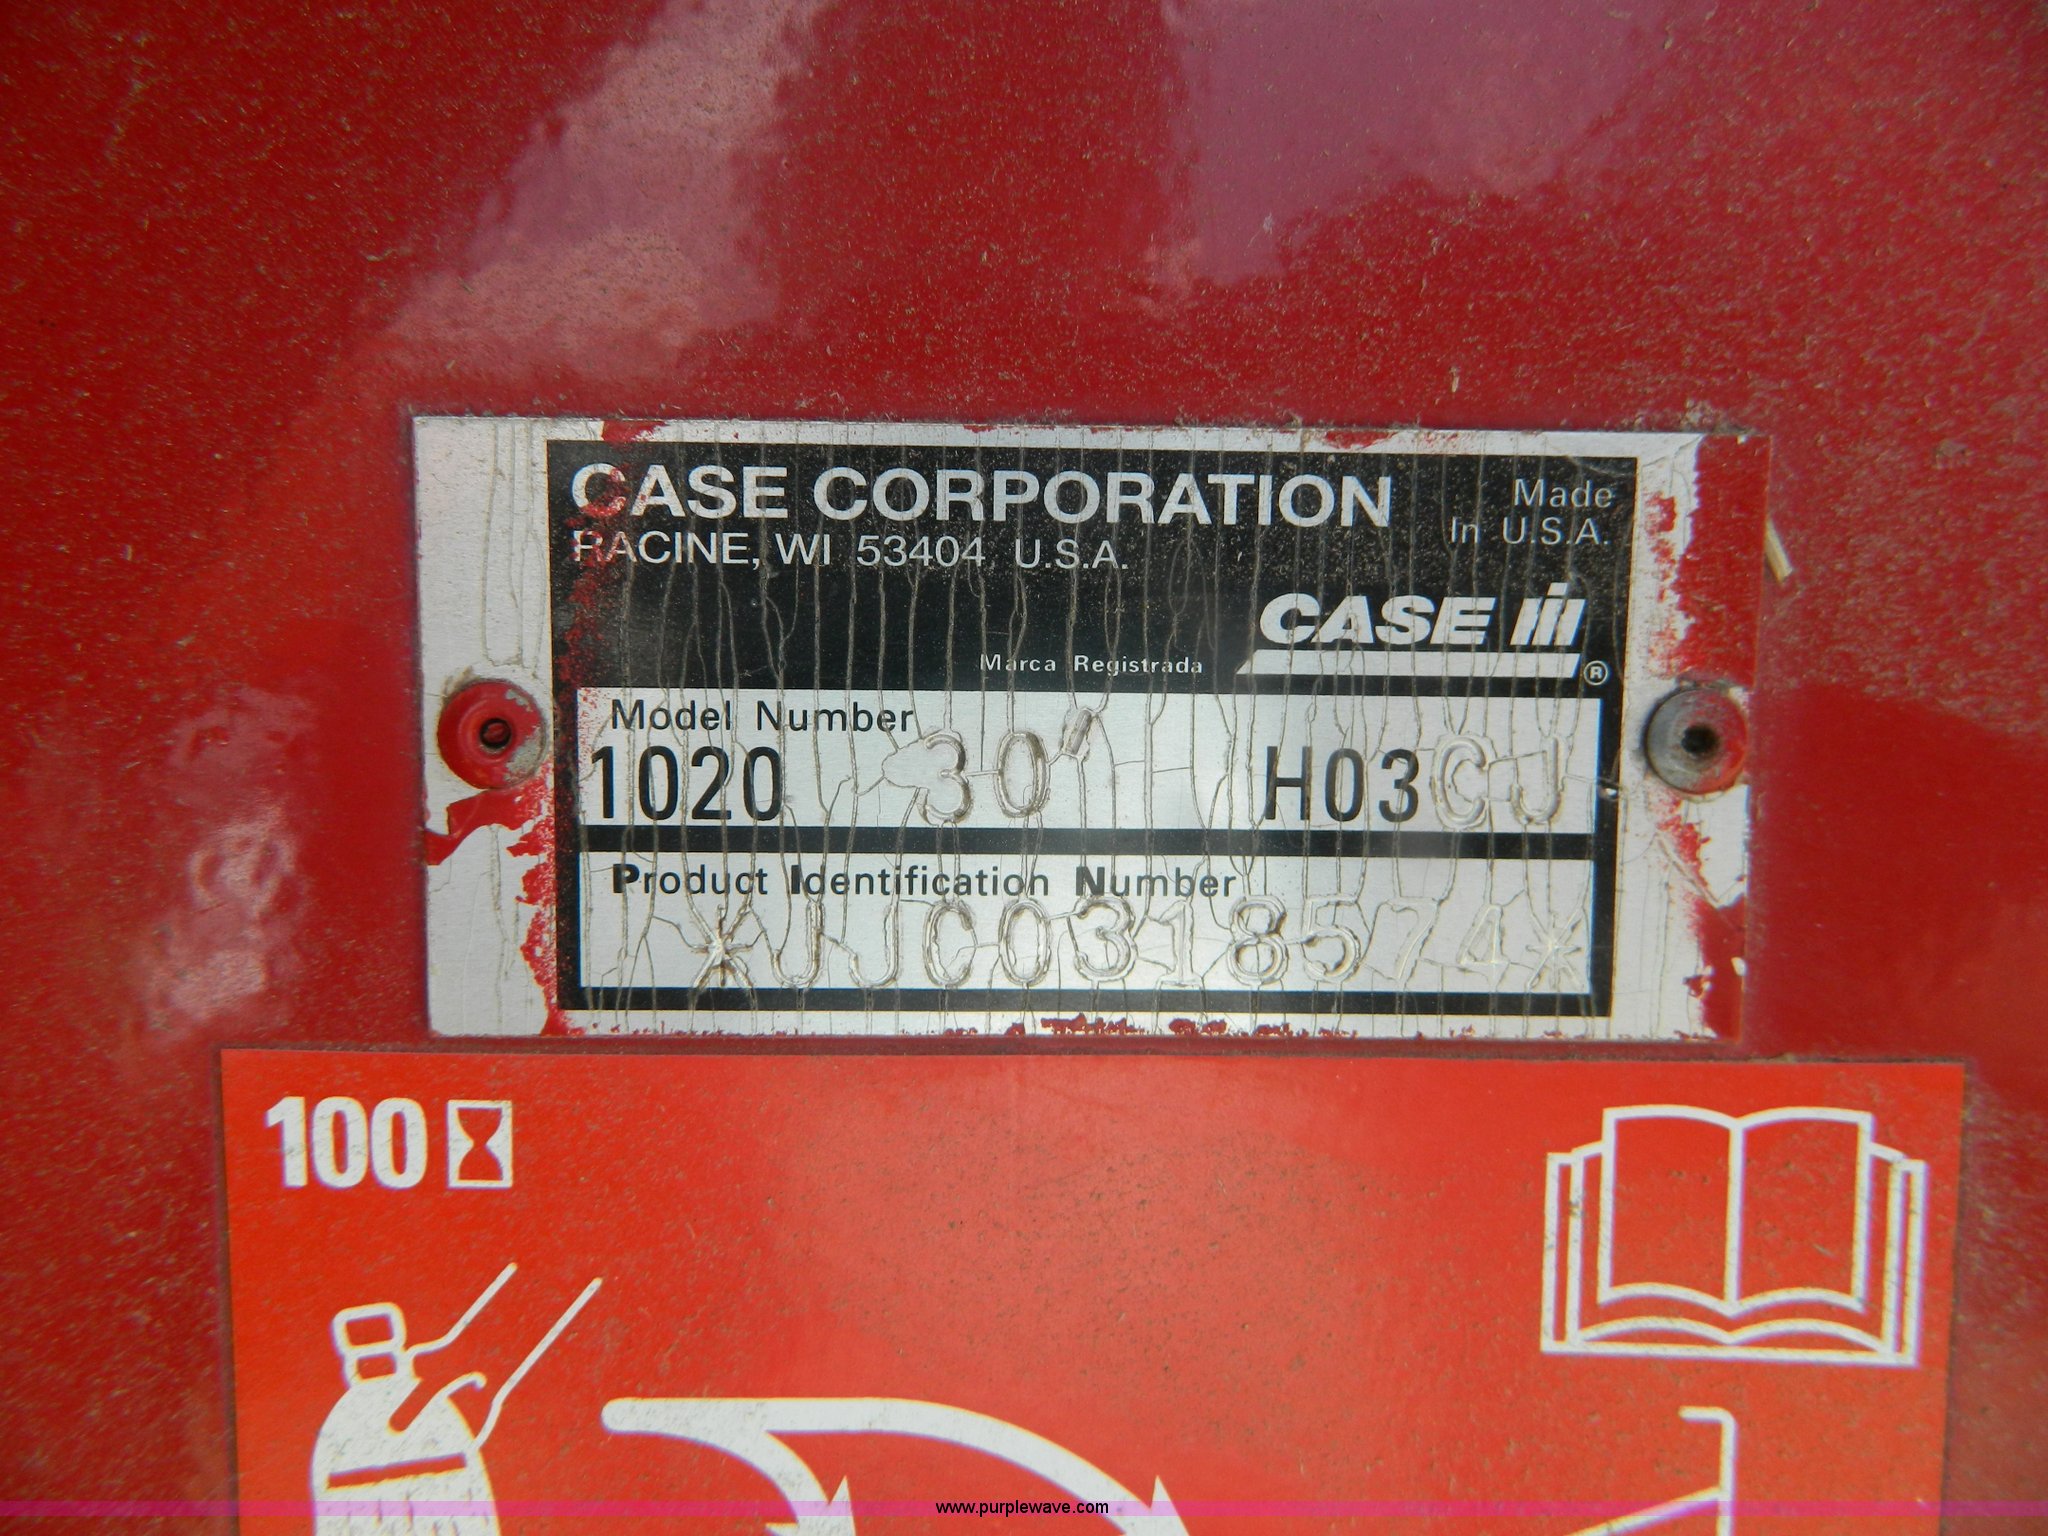 CASE CORPORATION
Made
In U.S.A.
RACINE, WI 53404 U.S.A.
CASE IH
Marca Registrada
®
Model Number
1020 30' H03CJ
Product Identification Number
*JJC0318574*
100
www.purplewave.com